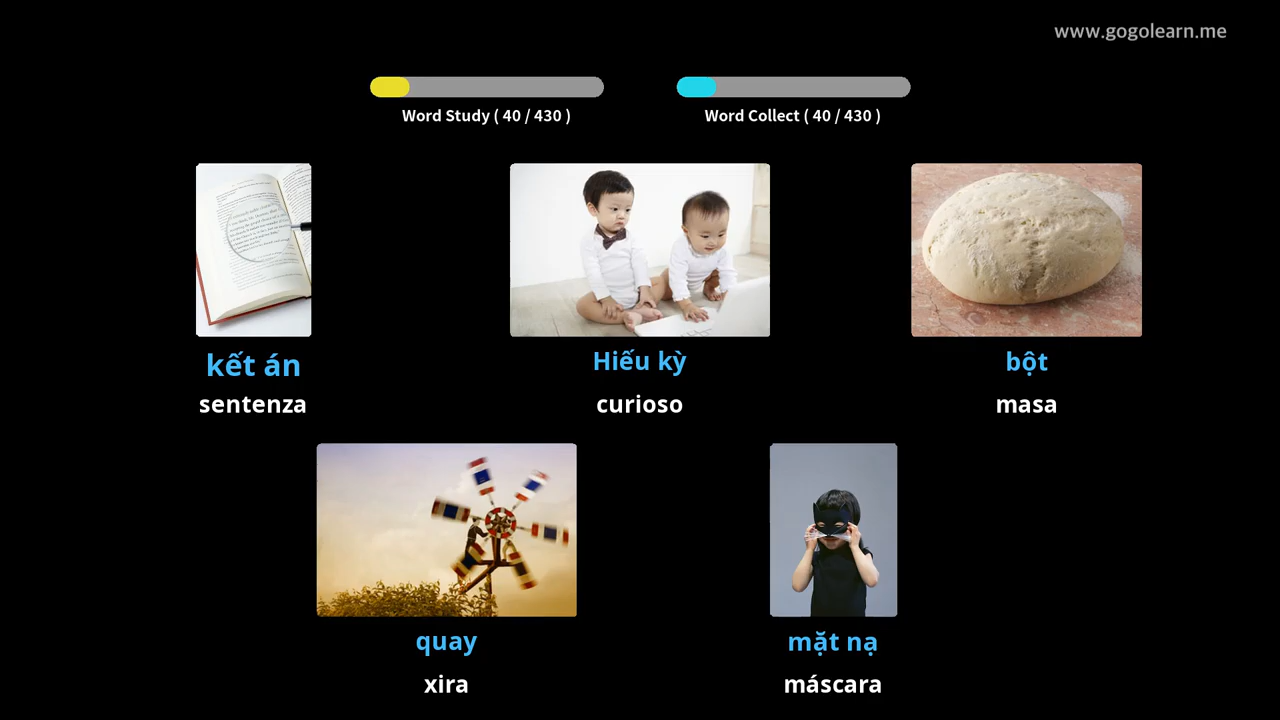 www.gogolearn.me
Word Study ( 40 / 430 )
Word Collect ( 40 / 430 )
kết án
sentenza
Hiếu kỳ
curioso
bột
masa
quay
xira
mặt nạ
máscara